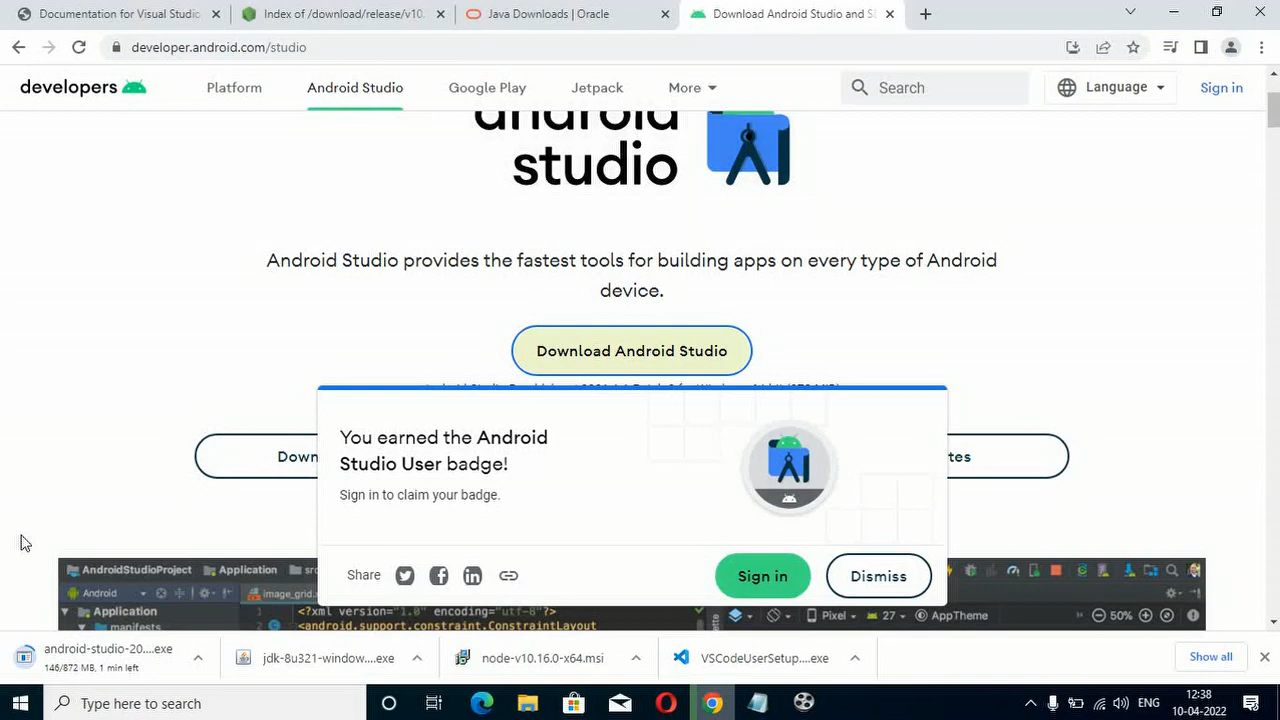 Documentation for Visual Studio
Index of /download/release/v10.
Java Downloads | Oracle
Download Android Studio and S
developer.android.com/studio
developers
Platform
Android Studio
Google Play
Jetpack
More
Search
Language
Sign in
android
studio
Android Studio provides the fastest tools for building apps on every type of Android
device.
Download Android Studio
Down
tes
You earned the Android
Studio User badge!
Sign in to claim your badge.
Share
Sign in
Dismiss
AndroidStudioProject
Application
Android
image_grid.
<?xml version="1.0" encoding="utf-8"?>
Pixel
27
AppTheme
50%
Application
<android.support.constraint.ConstraintLayout
manifests
android-studio-20....exe
146/872 MB, 1 min left
jdk-8u321-window....exe
node-v10.16.0-x64.msi
VSCodeUserSetup....exe
Show all
Type here to search
ENG
12:38
10-04-2022